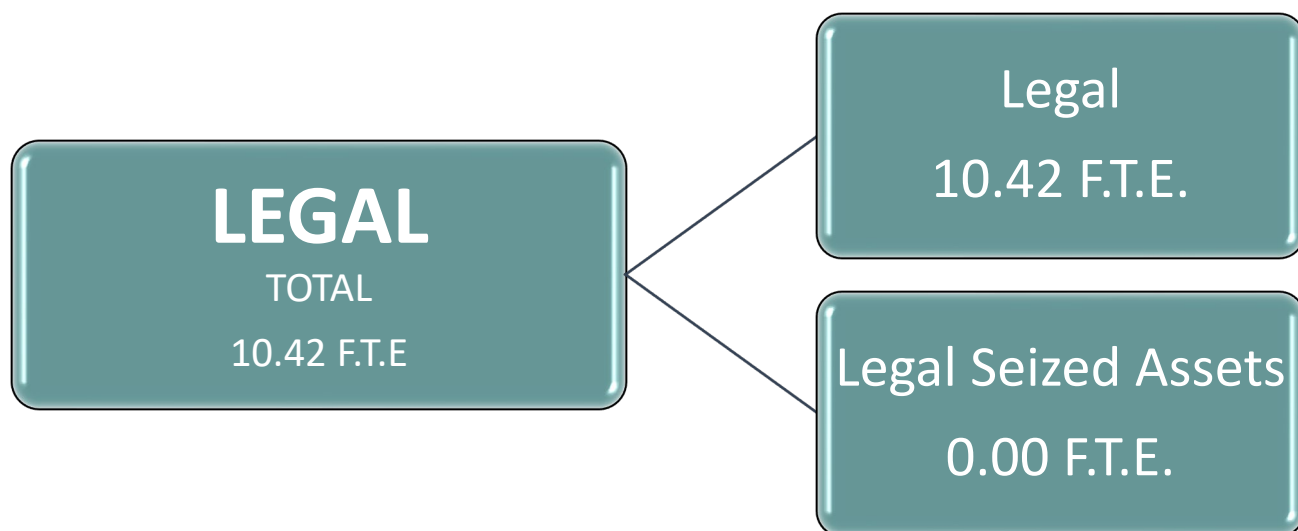 LEGAL
TOTAL
10.42 F.T.E
Legal
10.42 F.T.E.
Legal Seized Assets
0.00 F.T.E.